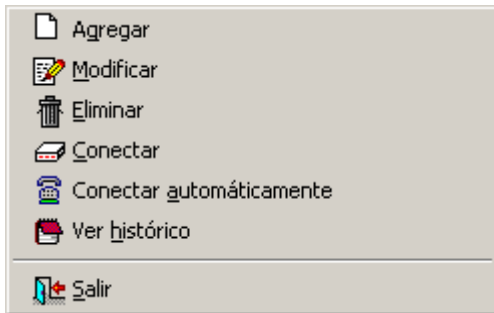 Agregar
Modificar
Eliminar
Conectar
Conectar automáticamente
Ver histórico
Salir